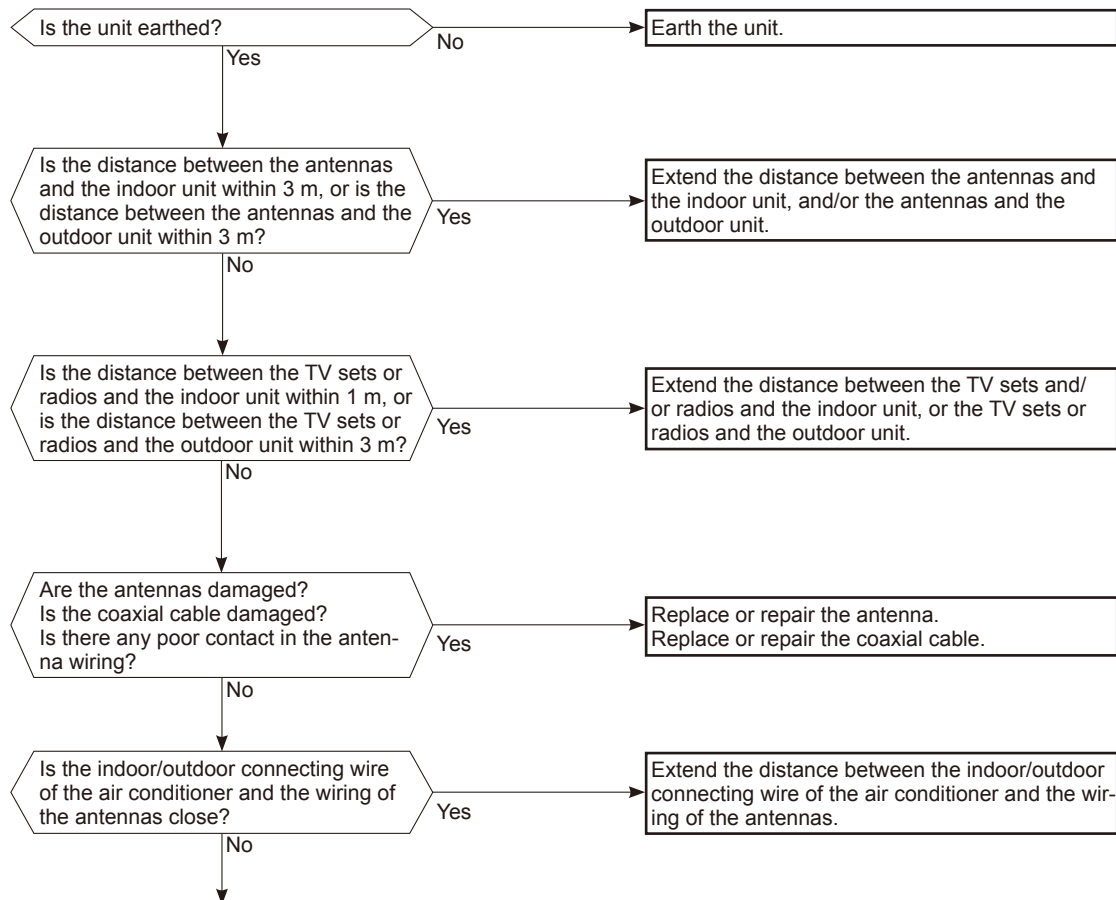 Is the unit earthed?
No
Earth the unit.
Yes
Is the distance between the antennas
and the indoor unit within 3 m, or is the
distance between the antennas and the
outdoor unit within 3 m?
Yes
Extend the distance between the antennas and
the indoor unit, and/or the antennas and the
outdoor unit.
No
Is the distance between the TV sets or
radios and the indoor unit within 1 m, or
is the distance between the TV sets or
radios and the outdoor unit within 3 m?
Yes
Extend the distance between the TV sets and/
or radios and the indoor unit, or the TV sets or
radios and the outdoor unit.
No
Are the antennas damaged?
Is the coaxial cable damaged?
Is there any poor contact in the anten-
na wiring?
Yes
Replace or repair the antenna.
Replace or repair the coaxial cable.
No
Is the indoor/outdoor connecting wire
of the air conditioner and the wiring of
the antennas close?
Yes
Extend the distance between the indoor/outdoor
connecting wire of the air conditioner and the wir-
ing of the antennas.
No